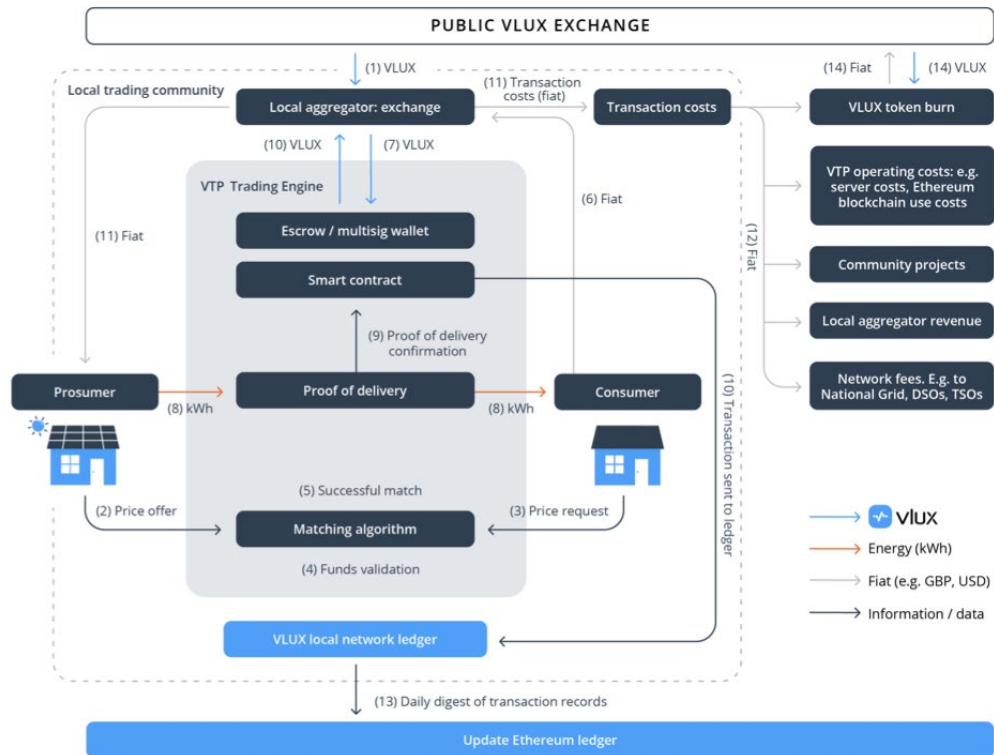 PUBLIC VLUX EXCHANGE
(1) VLUX
(14) Fiat
(14) VLUX
Local trading community
(11) Transaction
costs (fiat)
Local aggregator: exchange
Transaction costs
VLUX token burn
(10) VLUX
(7) VLUX
VTP Trading Engine
(6) Fiat
VTP operating costs: e.g.
server costs, Ethereum
blockchain use costs
(11) Fiat
Escrow / multisig wallet
(12) Fiat
Smart contract
Community projects
(9) Proof of delivery
confirmation
Local aggregator revenue
Prosumer
(8) kWh
Proof of delivery
(8) kWh
Consumer
Network fees. E.g. to
National Grid, DSOs, TSOs
(10) Transaction sent to ledger
(5) Successful match
(2) Price offer
Matching algorithm
(3) Price request
(4) Funds validation
vlux
Energy (kWh)
Fiat (e.g. GBP, USD)
Information / data
VLUX local network ledger
(13) Daily digest of transaction records
Update Ethereum ledger